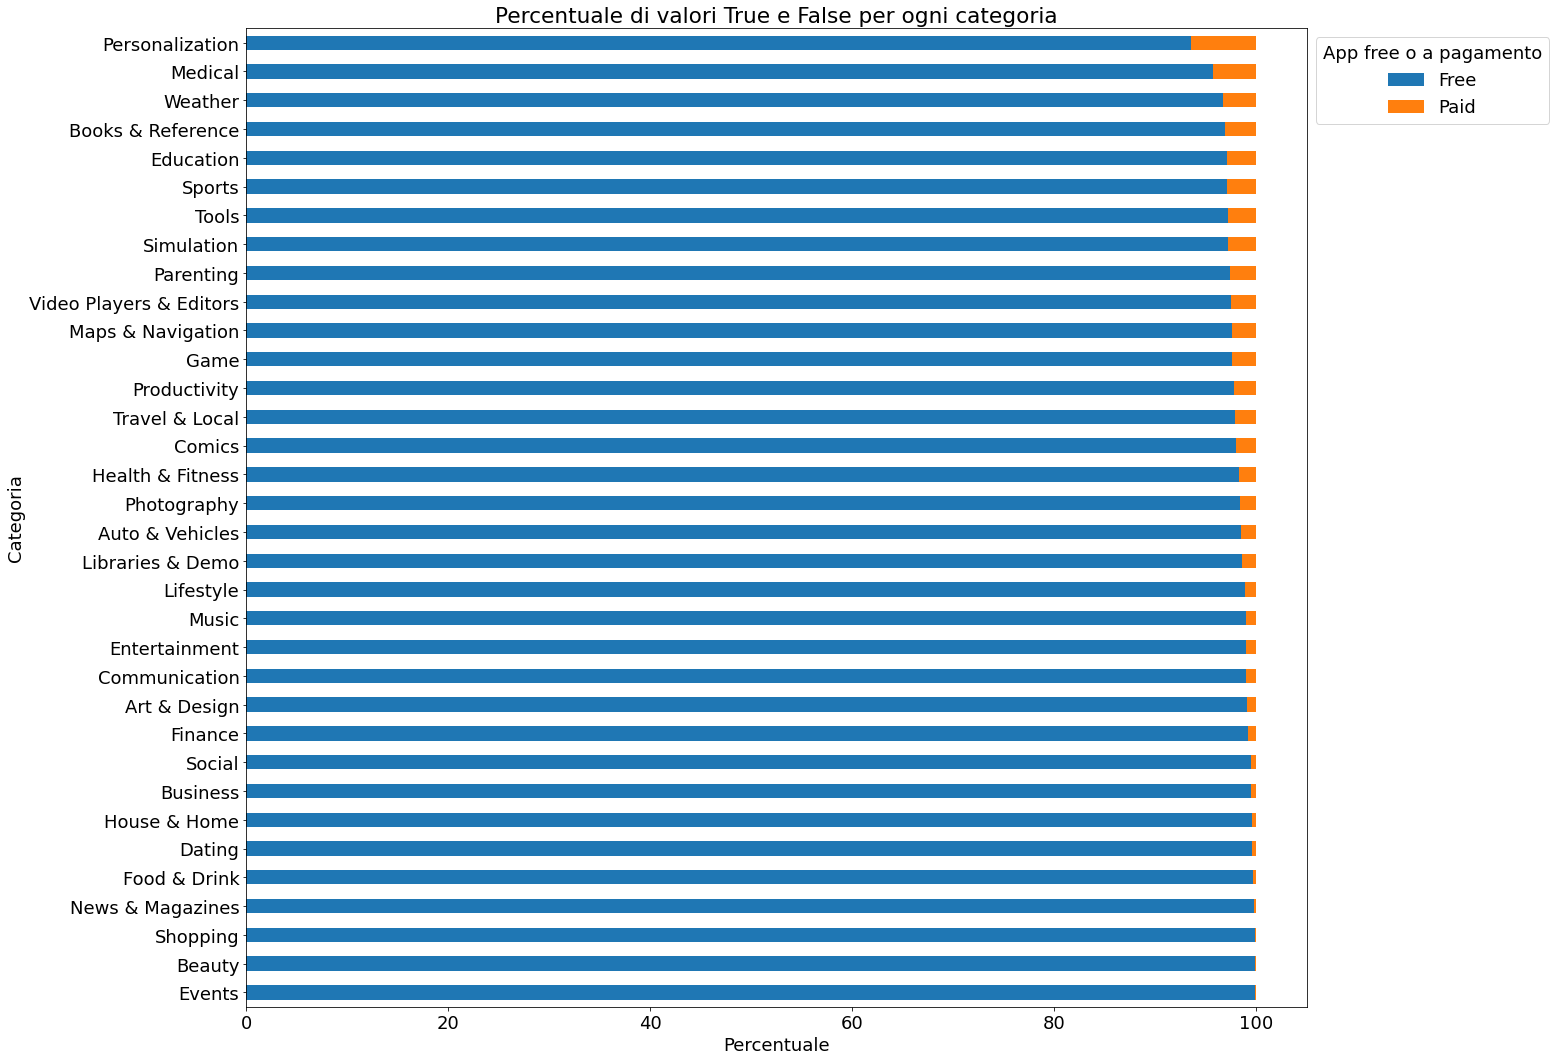 Percentuale di valori True e False per ogni categoria
App free o a pagamento
Free
Paid
Categoria
Personalization
Medical
Weather
Books & Reference
Education
Sports
Tools
Simulation
Parenting
Video Players & Editors
Maps & Navigation
Game
Productivity
Travel & Local
Comics
Health & Fitness
Photography
Auto & Vehicles
Libraries & Demo
Lifestyle
Music
Entertainment
Communication
Art & Design
Finance
Social
Business
House & Home
Dating
Food & Drink
News & Magazines
Shopping
Beauty
Events
0 20 40 60 80 100
Percentuale